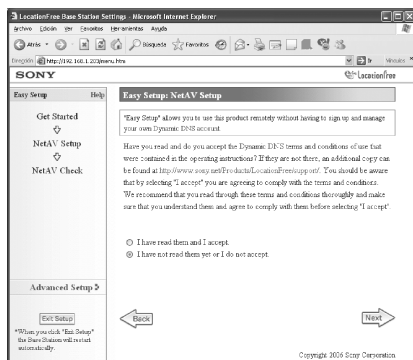 LocationFree Base Station Settings - Microsoft Internet Explorer
Archivo Edición Ver Favoritos Herramientas Ayuda
Atrás Búsqueda Favoritos
Dirección http://192.168.1.203/menu.htm Ir Vínculos
SONY LocationFree
Easy Setup Help
Easy Setup: NetAV Setup
Get Started
NetAV Setup
NetAV Check
"Easy Setup" allows you to use this Product remotely without having to sign up and manage
your own Dynamic DNS account.
Have you read and do you accept the Dynamic DNS terms and conditions of use that
were contained in the operating instructions? If they are not there, an additional copy can
be found at http://www.sony.net/Products/LocationFree/support/. You should be aware
that by selecting "I accept" you are agreeing to comply with the terms and conditions.
We recommend that you read through these terms and conditions thoroughly and make
sure that you understand them and agree to comply with them before selecting "I accept".
I have read them and I accept.
I have not read them yet or I do not accept.
Advanced Setup
Exit Setup
*When you click "Exit Setup"
the Base Station will restart
automatically.
Back
Next
Copyright 2006 Sony Corporation